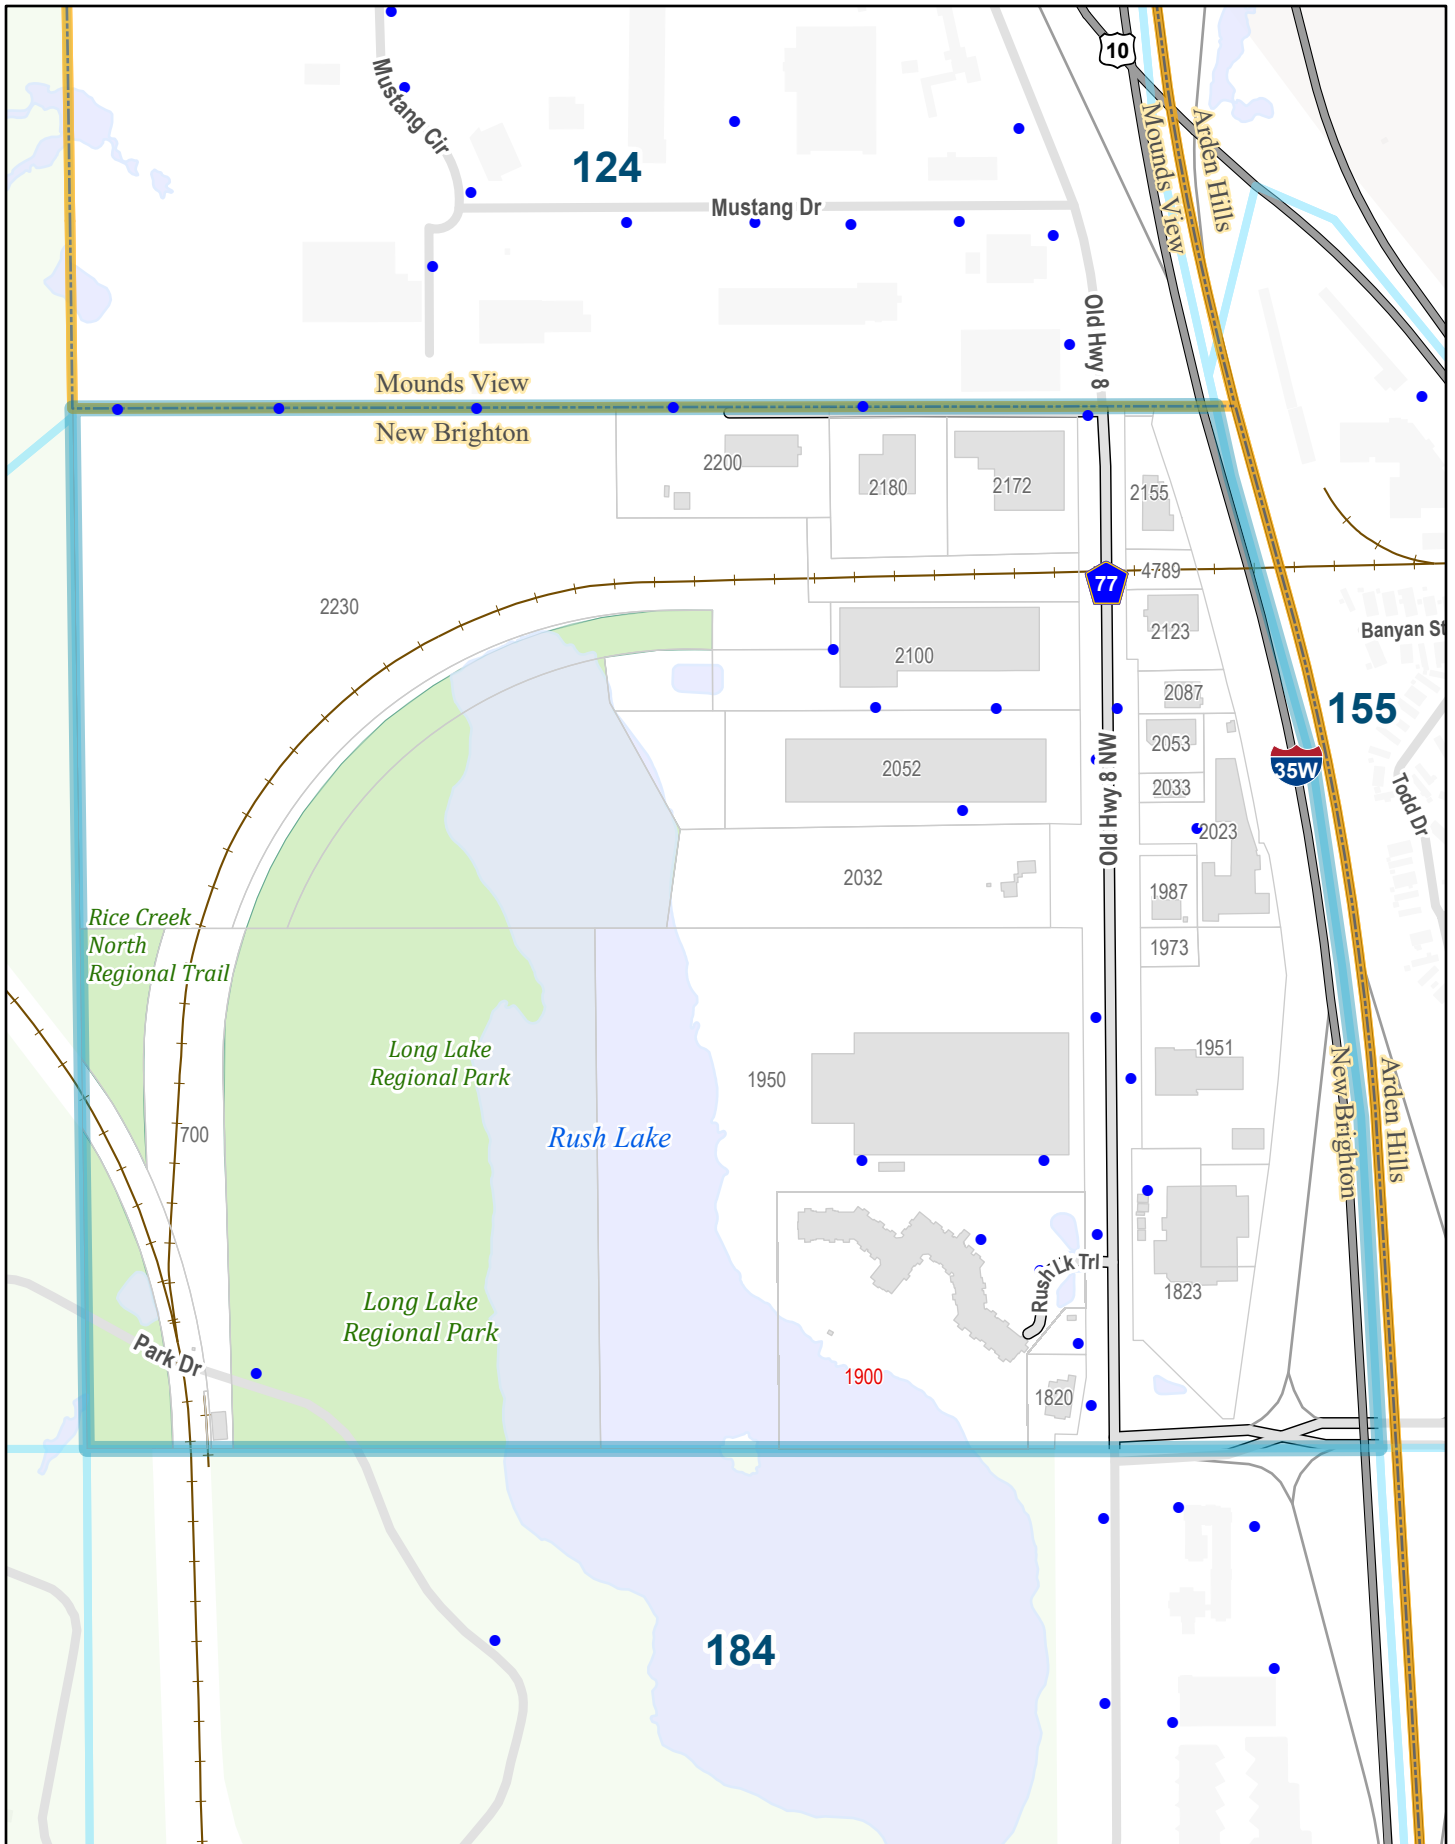 10
Mustang Cir
Mounds View
Arden Hills
124
Mustang Dr
Old Hwy 8
Mounds View
New Brighton
2200
2180
2172
2155
4789
77
2230
2123
Banyan St
2100
2087
155
2053
35W
2052
2033
Old Hwy 8 NW
Todd Dr
2023
2032
1987
Rice Creek
North
Regional Trail
1973
Long Lake
Regional Park
1950
1951
New Brighton
Arden Hills
700
Rush Lake
Rush Lk Trl
1823
Long Lake
Regional Park
Park Dr
1900
1820
184